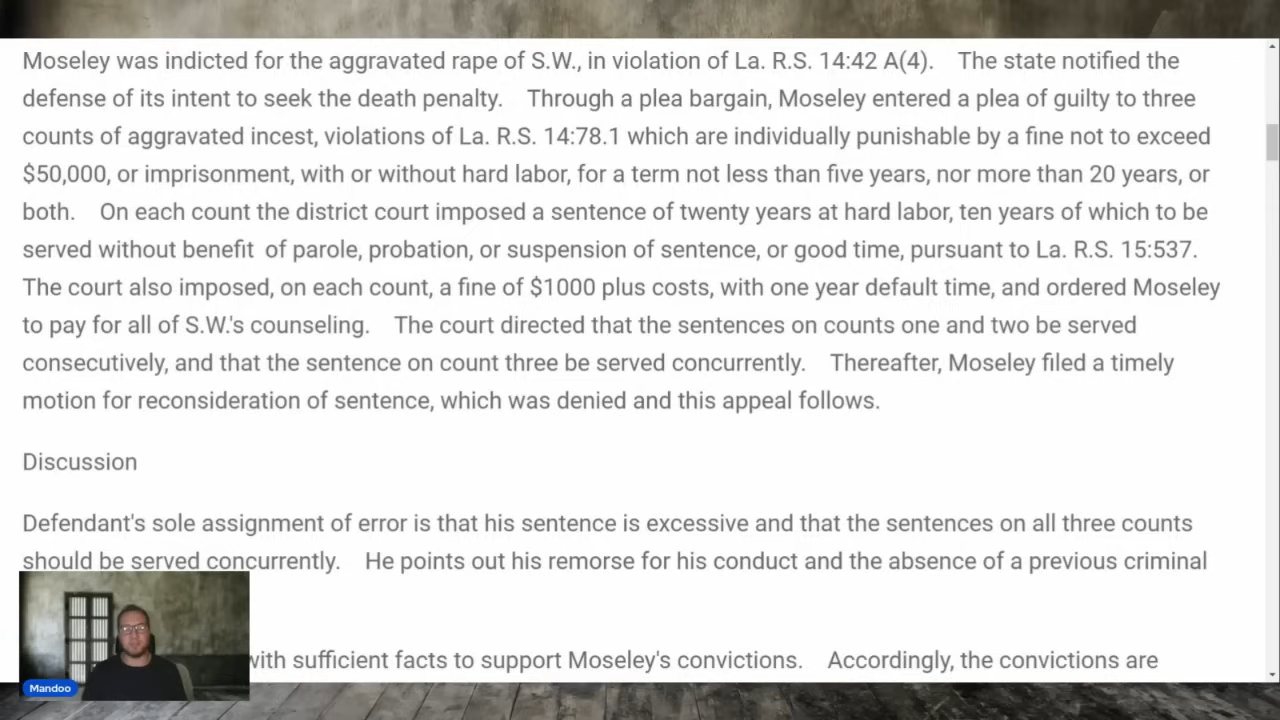 Moseley was indicted for the aggravated rape of S.W., in violation of La. R.S. 14:42 A(4). The state notified the
defense of its intent to seek the death penalty. Through a plea bargain, Moseley entered a plea of guilty to three
counts of aggravated incest, violations of La. R.S. 14:78.1 which are individually punishable by a fine not to exceed
$50,000, or imprisonment, with or without hard labor, for a term not less than five years, nor more than 20 years, or
both. On each count the district court imposed a sentence of twenty years at hard labor, ten years of which to be
served without benefit of parole, probation, or suspension of sentence, or good time, pursuant to La. R.S. 15:537.
The court also imposed, on each count, a fine of $1000 plus costs, with one year default time, and ordered Moseley
to pay for all of S.W.'s counseling. The court directed that the sentences on counts one and two be served
consecutively, and that the sentence on count three be served concurrently. Thereafter, Moseley filed a timely
motion for reconsideration of sentence, which was denied and this appeal follows.
Discussion
Defendant's sole assignment of error is that his sentence is excessive and that the sentences on all three counts
should be served concurrently. He points out his remorse for his conduct and the absence of a previous criminal
with sufficient facts to support Moseley's convictions. Accordingly, the convictions are
Mandoo